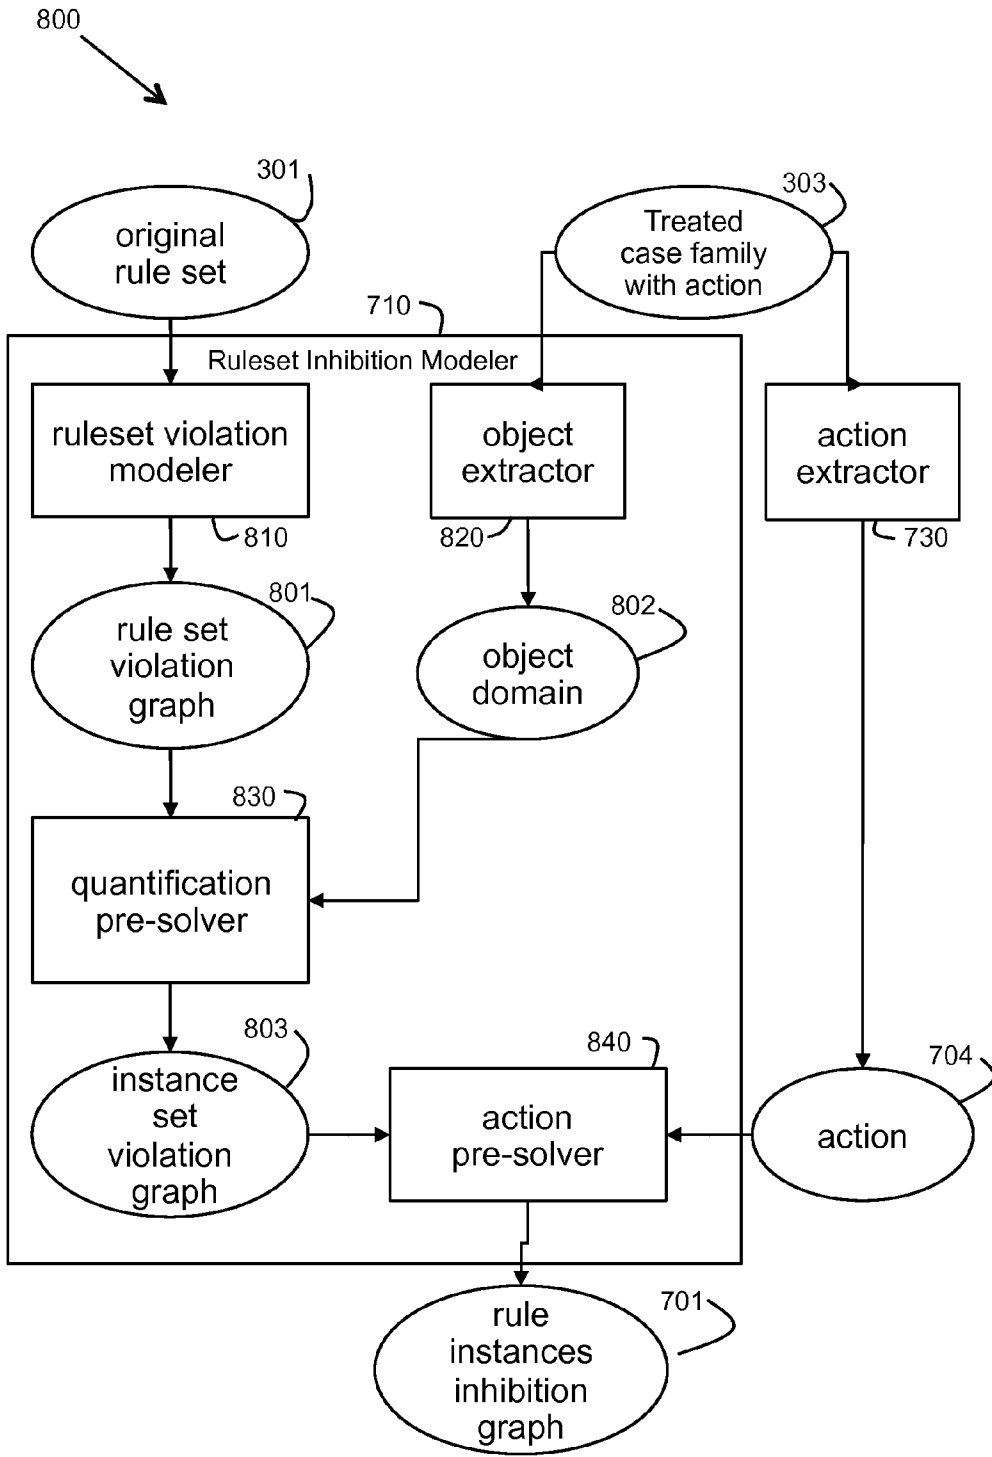 800
301
original
rule set
303
Treated
case family
with action
710
Ruleset Inhibition Modeler
ruleset violation
modeler
810
object
extractor
820
action
extractor
730
801
rule set
violation
graph
802
object
domain
830
quantification
pre-solver
803
instance
set
violation
graph
840
action
pre-solver
704
action
701
rule
instances
inhibition
graph